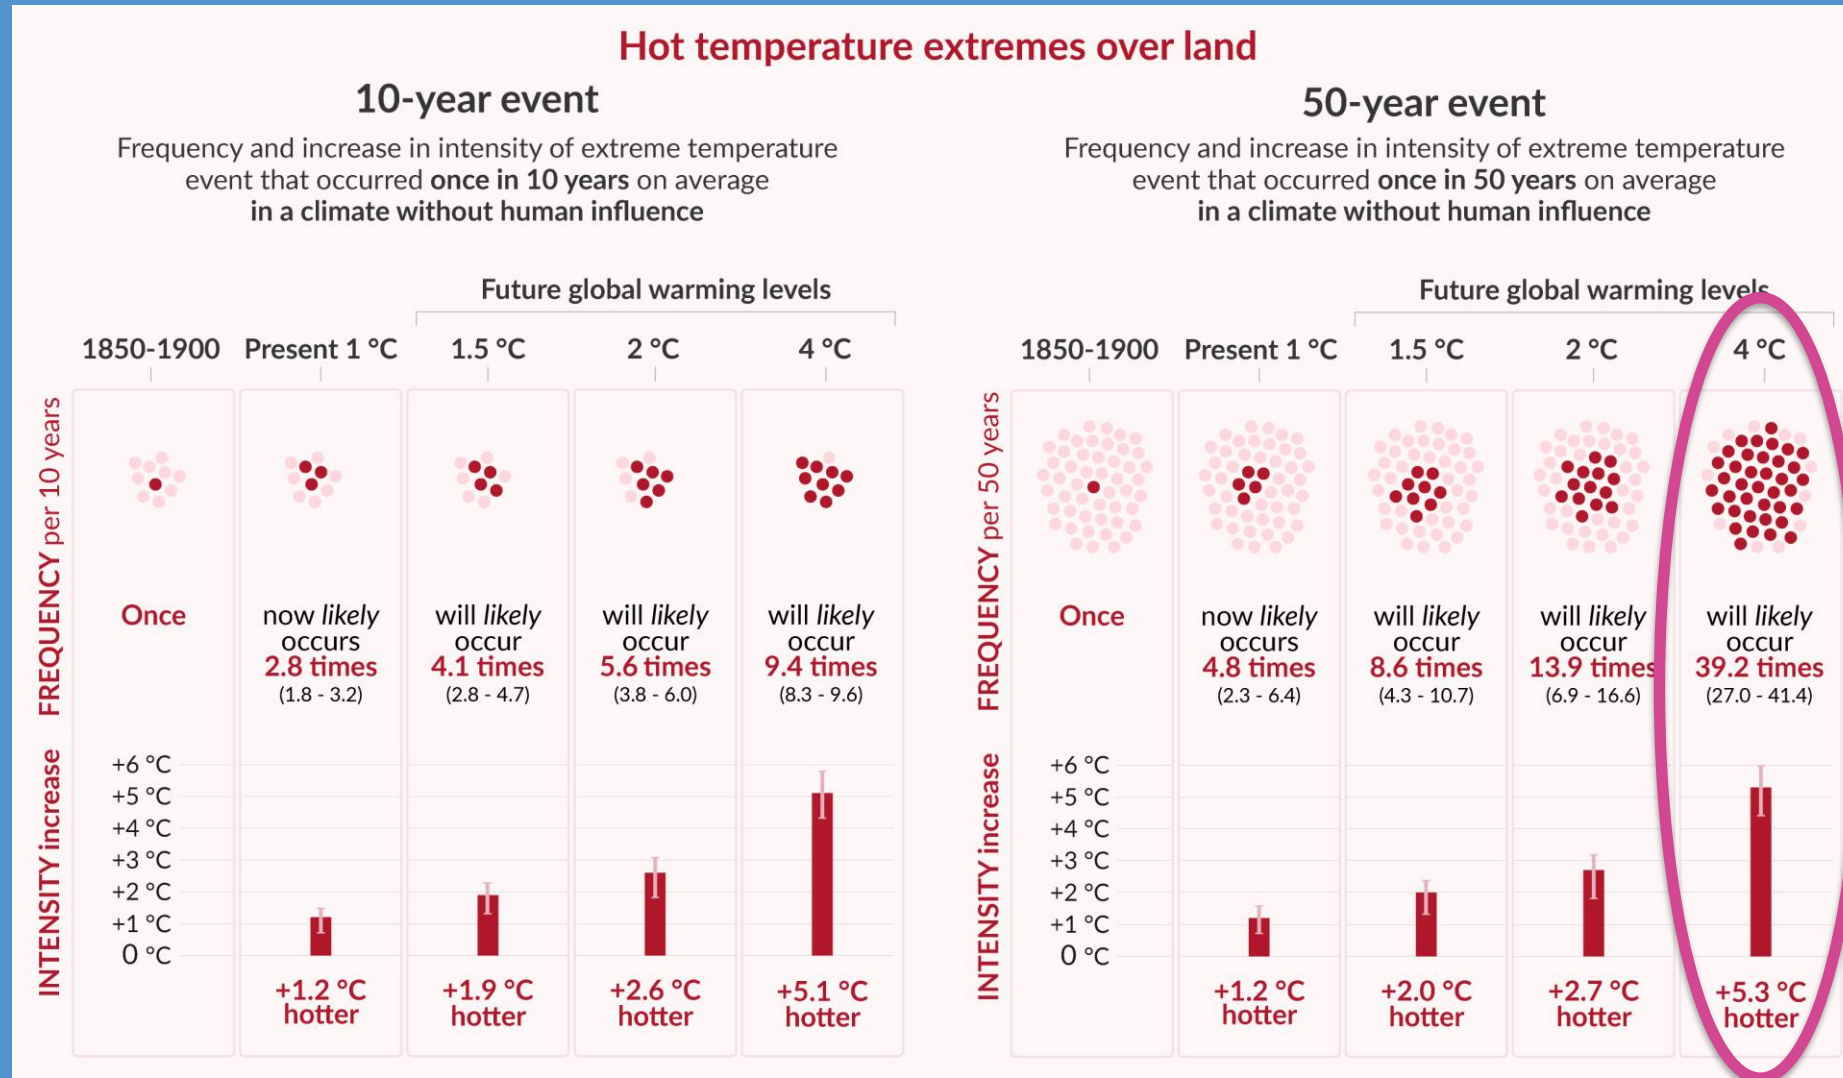 Hot temperature extremes over land
10-year event
Frequency and increase in intensity of extreme temperature
event that occurred once in 10 years on average
in a climate without human influence
Future global warming levels
1850-1900 Present 1 °C 1.5 °C 2 °C 4 °C
FREQUENCY per 10 years
Once
now likely
occurs
2.8 times
(1.8 - 3.2)
will likely
occur
4.1 times
(2.8 - 4.7)
will likely
occur
5.6 times
(3.8 - 6.0)
will likely
occur
9.4 times
(8.3 - 9.6)
INTENSITY increase
+6 °C
+5 °C
+4 °C
+3 °C
+2 °C
+1 °C
0 °C
+1.2 °C
hotter
+1.9 °C
hotter
+2.6 °C
hotter
+5.1 °C
hotter
50-year event
Frequency and increase in intensity of extreme temperature
event that occurred once in 50 years on average
in a climate without human influence
Future global warming levels
1850-1900 Present 1 °C 1.5 °C 2 °C 4 °C
FREQUENCY per 50 years
Once
now likely
occurs
4.8 times
(2.3 - 6.4)
will likely
occur
8.6 times
(4.3 - 10.7)
will likely
occur
13.9 times
(6.9 - 16.6)
will likely
occur
39.2 times
(27.0 - 41.4)
INTENSITY increase
+6 °C
+5 °C
+4 °C
+3 °C
+2 °C
+1 °C
0 °C
+1.2 °C
hotter
+2.0 °C
hotter
+2.7 °C
hotter
+5.3 °C
hotter